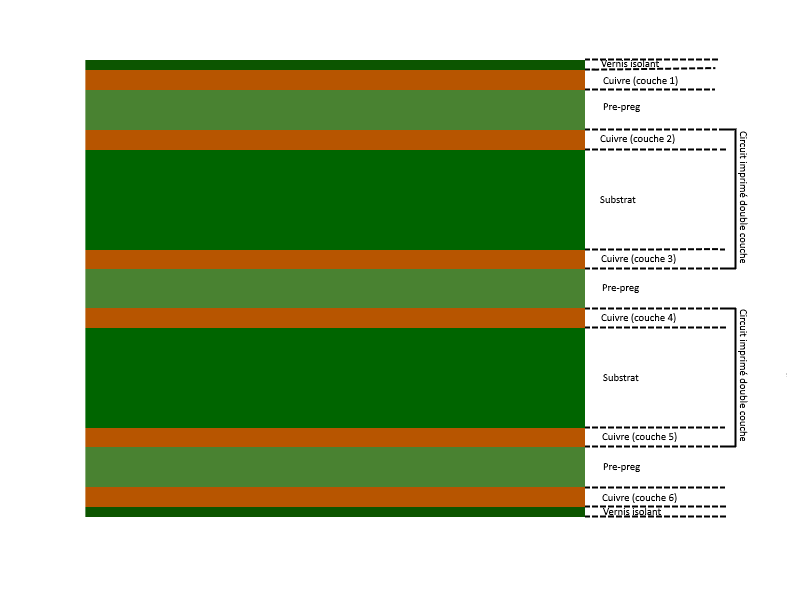 Vernis isolant
Cuivre (couche 1)
Pre-preg
Cuivre (couche 2)
Substrat
Cuivre (couche 3)
Circuit imprimé double couche
Pre-preg
Cuivre (couche 4)
Substrat
Cuivre (couche 5)
Circuit imprimé double couche
Pre-preg
Cuivre (couche 6)
Vernis isolant